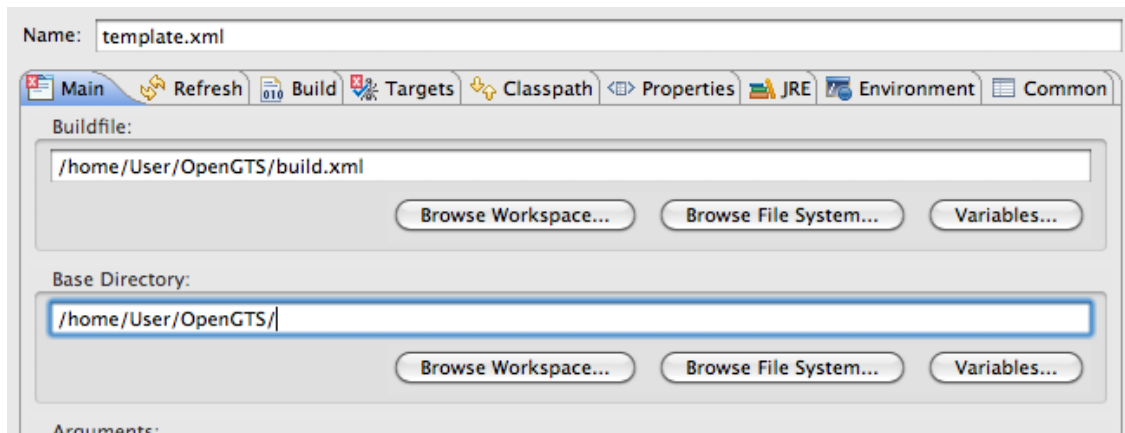 Name: template.xml
Main Refresh Build Targets Classpath Properties JRE Environment Common
Buildfile:
/home/User/OpenGTS/build.xml
Browse Workspace... Browse File System... Variables...
Base Directory:
/home/User/OpenGTS/
Browse Workspace... Browse File System... Variables...
Arguments: